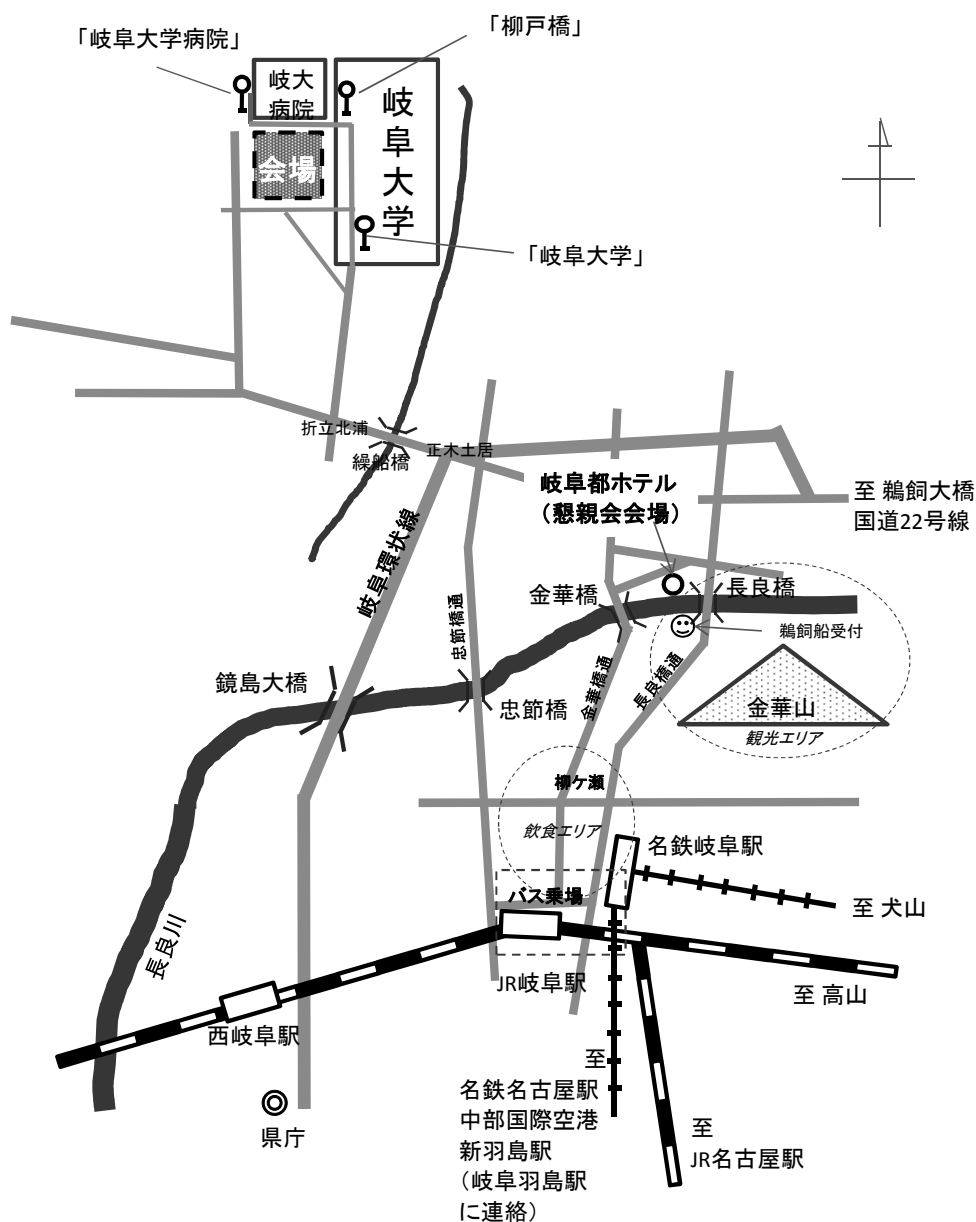 「柳戸橋」
「岐阜大学病院」
岐大
病院
岐阜大学
会場
「岐阜大学」
折立北浦
繰船橋
正木土居
岐阜都ホテル
（懇親会会場）
至 鵜飼大橋
国道22号線
岐阜環状線
忠節橋通
金華橋
長良橋
鵜飼船受付
金華橋通
長良橋通
鏡島大橋
忠節橋
金華山
観光エリア
柳ケ瀬
飲食エリア
名鉄岐阜駅
バス乗場
至 犬山
長良川
JR岐阜駅
至 高山
西岐阜駅
至
名鉄名古屋駅
中部国際空港
新羽島駅
（岐阜羽島駅
に連絡）
県庁
至
JR名古屋駅